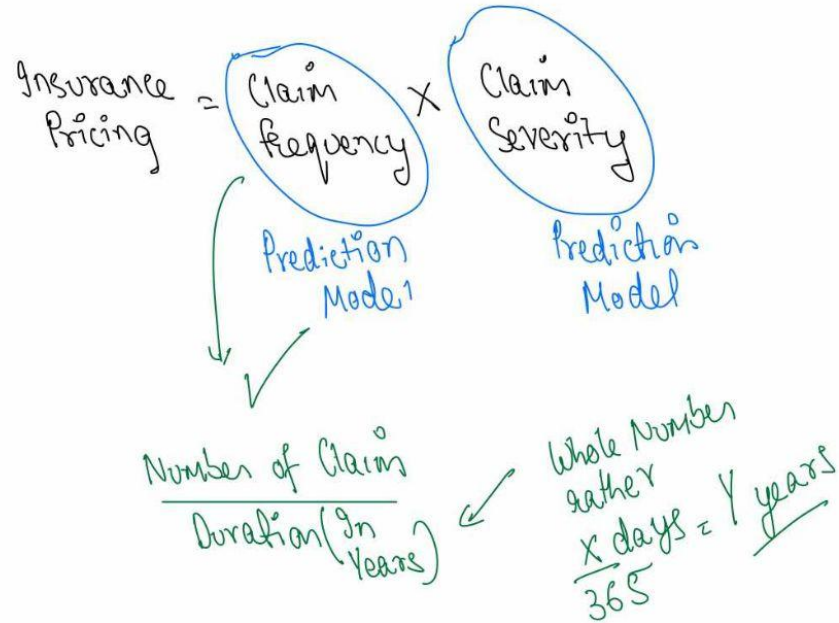 Insurance Pricing = Claim frequency X Claim Severity
Prediction Model
Prediction Model
Number of Claims
Duration (In Years)
Whole Number
rather
X days = Y years
365